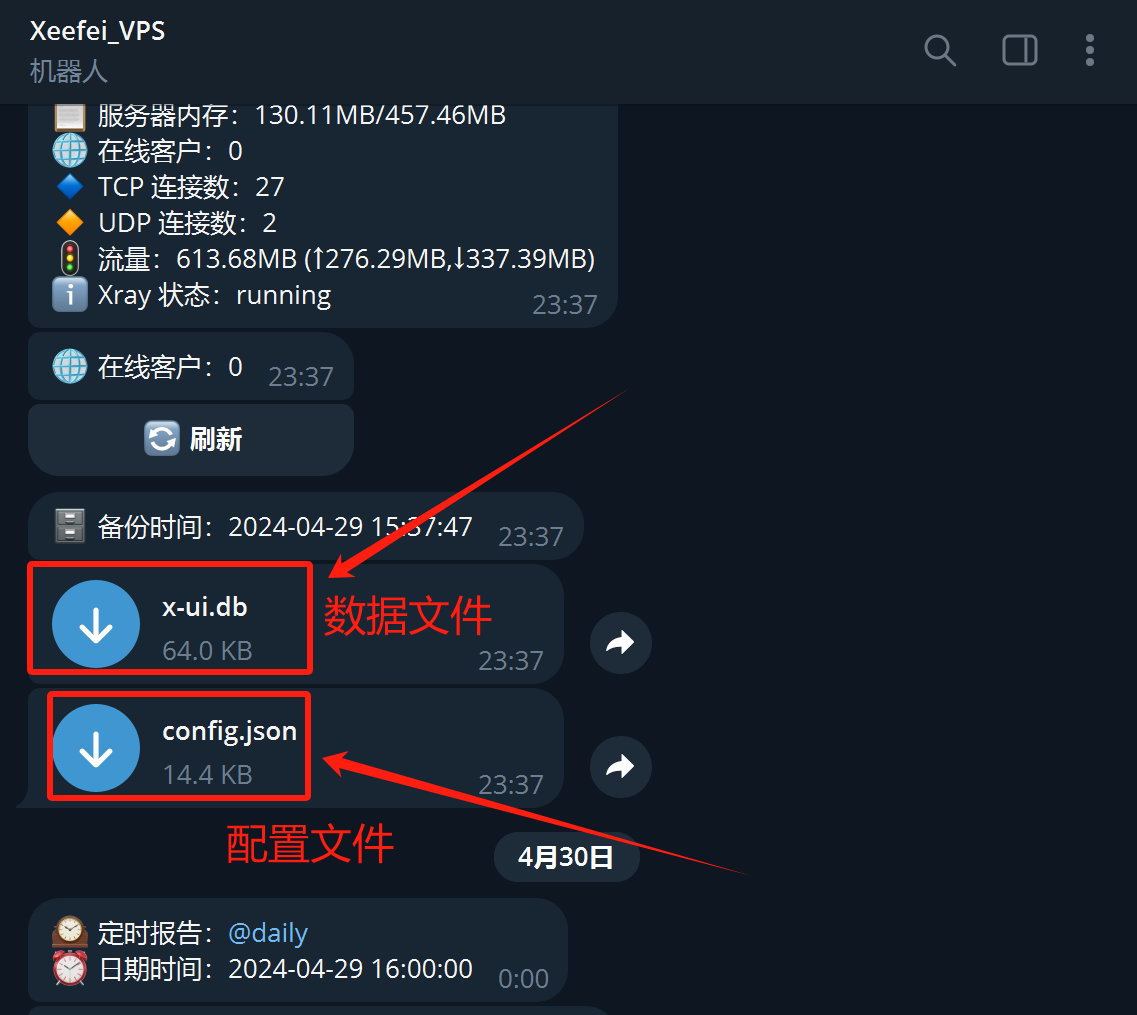 Xeefei_VPS
机器人
服务器内存：130.11MB/457.46MB
在线客户：0
TCP 连接数：27
UDP 连接数：2
流量：613.68MB (↑276.29MB,↓337.39MB)
Xray 状态：running
23:37
在线客户：0
23:37
刷新
备份时间：2024-04-29 15:37:47
23:37
x-ui.db
64.0 KB
23:37
数据文件
config.json
14.4 KB
23:37
配置文件
4月30日
定时报告：@daily
日期时间：2024-04-29 16:00:00
0:00